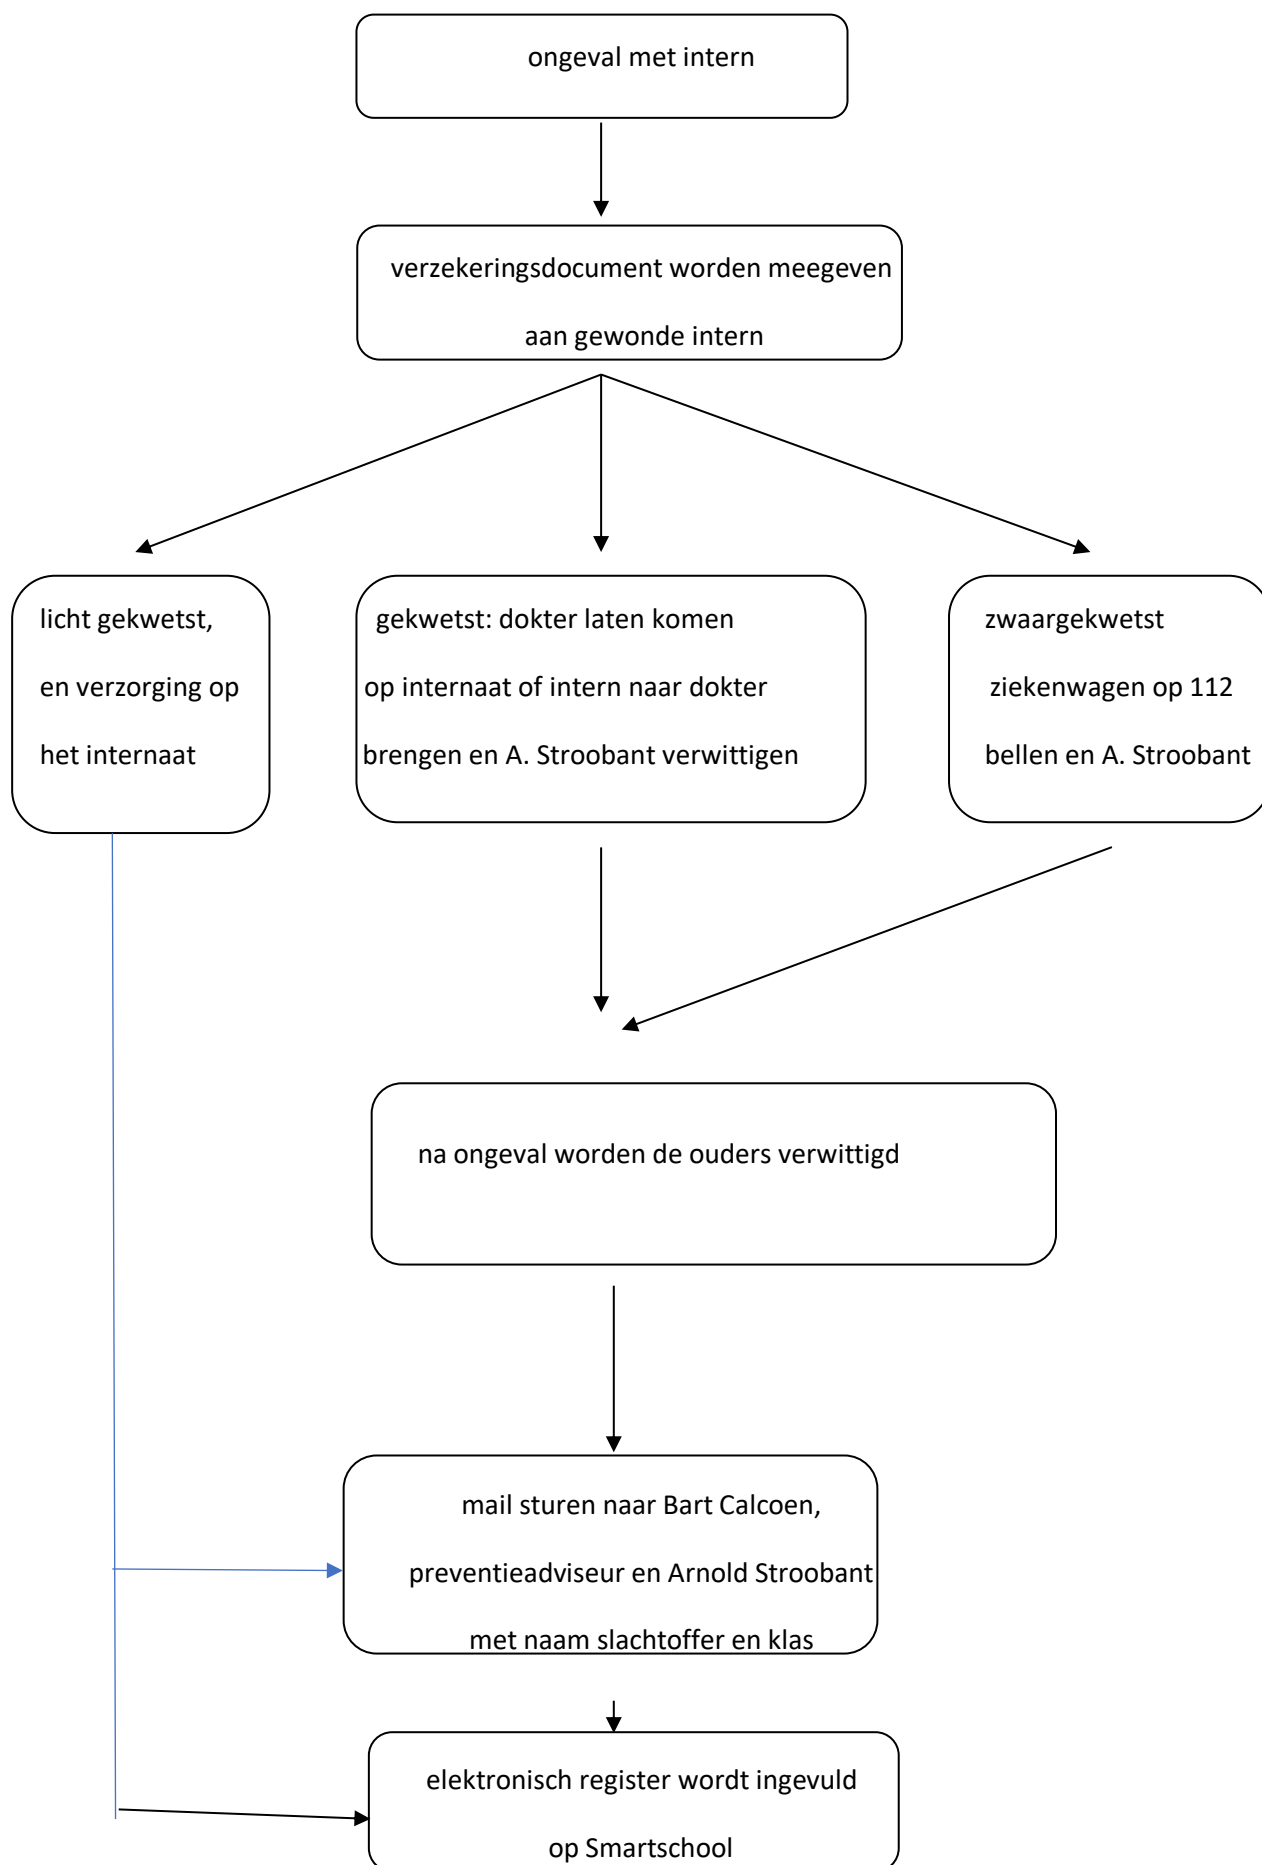 ongeval met intern
verzekeringsdocument worden meegeven
aan gewonde intern
licht gekwetst,
en verzorging op
het internaat
gekwetst: dokter laten komen
op internaat of intern naar dokter
brengen en A. Stroobant verwittigen
zwaargekwetst
ziekenwagen op 112
bellen en A. Stroobant
na ongeval worden de ouders verwittigd
mail sturen naar Bart Calcoen,
preventieadviseur en Arnold Stroobant
met naam slachtoffer en klas
elektronisch register wordt ingevuld
op Smartschool